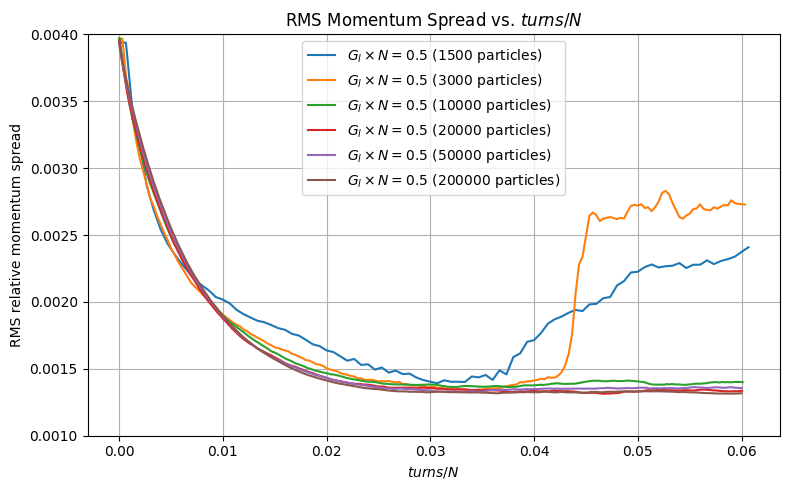 RMS Momentum Spread vs. turns/N
RMS relative momentum spread
0.0040
0.0035
0.0030
0.0025
0.0020
0.0015
0.0010
G_l × N = 0.5 (1500 particles)
G_l × N = 0.5 (3000 particles)
G_l × N = 0.5 (10000 particles)
G_l × N = 0.5 (20000 particles)
G_l × N = 0.5 (50000 particles)
G_l × N = 0.5 (200000 particles)
0.00 0.01 0.02 0.03 0.04 0.05 0.06
turns/N